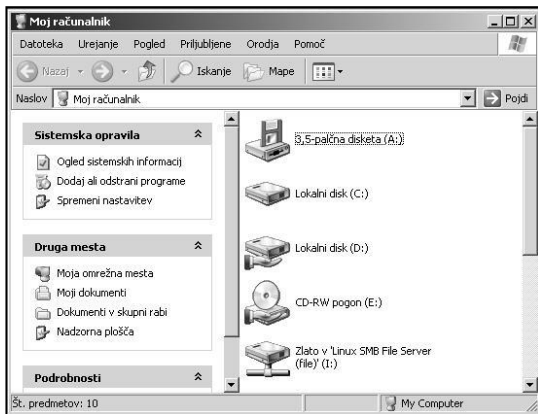 Moj računalnik
Datoteka Urejanje Pogled Priljubljene Orodja Pomoč
Nazaj Iskanje Mape
Naslov Moj računalnik Pojdi
Sistemska opravila
Ogled sistemskih informacij
Dodaj ali odstrani programe
Spremeni nastavitev
Druga mesta
Moja omrežna mesta
Moji dokumenti
Dokumenti v skupni rabi
Nadzorna plošča
Podrobnosti
3,5-palčna disketa (A:)
Lokalni disk (C:)
Lokalni disk (D:)
CD-RW pogon (E:)
Zlato v 'Linux SMB File Server
(file)' (I:)
Št. predmetov: 10 My Computer